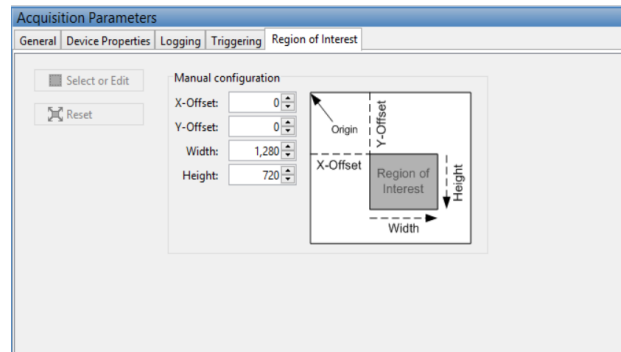 Acquisition Parameters
General Device Properties Logging Triggering Region of Interest
Select or Edit
Reset
Manual configuration
X-Offset: 0
Y-Offset: 0
Width: 1,280
Height: 720
Origin
Y-Offset
X-Offset
Region of
Interest
Height
Width